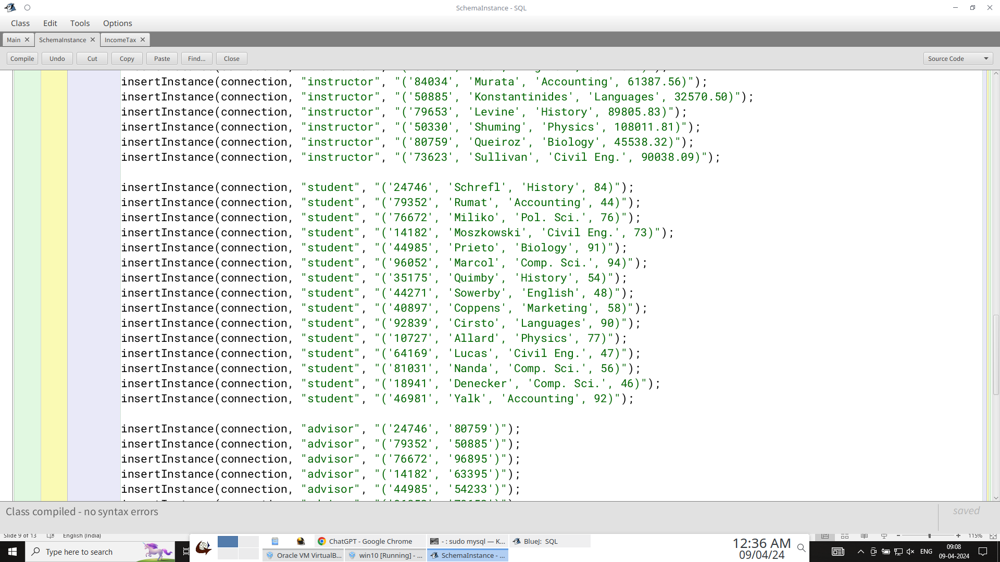 SchemaInstance - SQL
Class Edit Tools Options
Main SchemaInstance IncomeTax
Compile Undo Cut Copy Paste Find... Close Source Code
insertInstance(connection, "instructor", "('84034', 'Murata', 'Accounting', 61387.56)");
insertInstance(connection, "instructor", "('50885', 'Konstantinides', 'Languages', 32570.50)");
insertInstance(connection, "instructor", "('79653', 'Levine', 'History', 89805.83)");
insertInstance(connection, "instructor", "('50330', 'Shuming', 'Physics', 108011.81)");
insertInstance(connection, "instructor", "('80759', 'Queiroz', 'Biology', 45538.32)");
insertInstance(connection, "instructor", "('73623', 'Sullivan', 'Civil Eng.', 90038.09)");
insertInstance(connection, "student", "('24746', 'Schrefl', 'History', 84)");
insertInstance(connection, "student", "('79352', 'Rumat', 'Accounting', 44)");
insertInstance(connection, "student", "('76672', 'Miliko', 'Pol. Sci.', 76)");
insertInstance(connection, "student", "('14182', 'Moszkowski', 'Civil Eng.', 73)");
insertInstance(connection, "student", "('44985', 'Prieto', 'Biology', 91)");
insertInstance(connection, "student", "('96052', 'Marcol', 'Comp. Sci.', 94)");
insertInstance(connection, "student", "('35175', 'Quimby', 'History', 54)");
insertInstance(connection, "student", "('44271', 'Sowerby', 'English', 48)");
insertInstance(connection, "student", "('40897', 'Coppens', 'Marketing', 58)");
insertInstance(connection, "student", "('92839', 'Cirsto', 'Languages', 90)");
insertInstance(connection, "student", "('10727', 'Allard', 'Physics', 77)");
insertInstance(connection, "student", "('64169', 'Lucas', 'Civil Eng.', 47)");
insertInstance(connection, "student", "('81031', 'Nanda', 'Comp. Sci.', 56)");
insertInstance(connection, "student", "('18941', 'Denecker', 'Comp. Sci.', 46)");
insertInstance(connection, "student", "('46981', 'Yalk', 'Accounting', 92)");
insertInstance(connection, "advisor", "('24746', '80759')");
insertInstance(connection, "advisor", "('79352', '50885')");
insertInstance(connection, "advisor", "('76672', '96895')");
insertInstance(connection, "advisor", "('14182', '63395')");
insertInstance(connection, "advisor", "('44985', '54233')");
Class compiled - no syntax errors
saved
Slide 9 of 13 English (India) 115%
ChatGPT - Google Chrome - : sudo mysql — K... BlueJ: SQL
Type here to search
Oracle VM VirtualB... win10 [Running] - ... SchemaInstance - ...
12:36 AM
09/04/24
ENG
09:08
09-04-2024